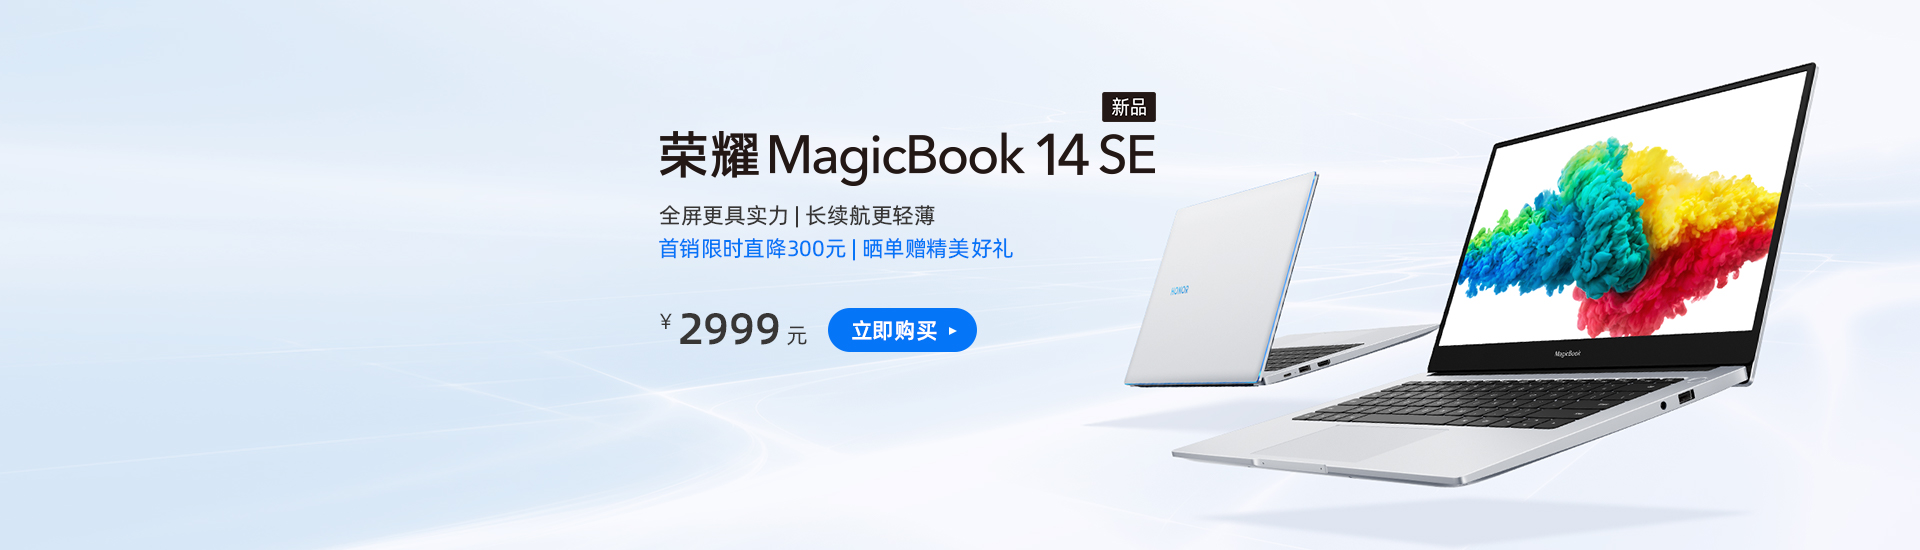 新品
荣耀 MagicBook 14 SE
全屏更具实力 | 长续航更轻薄
首销限时直降300元 | 晒单赠精美好礼
¥ 2999 元 立即购买
HONOR
MagicBook